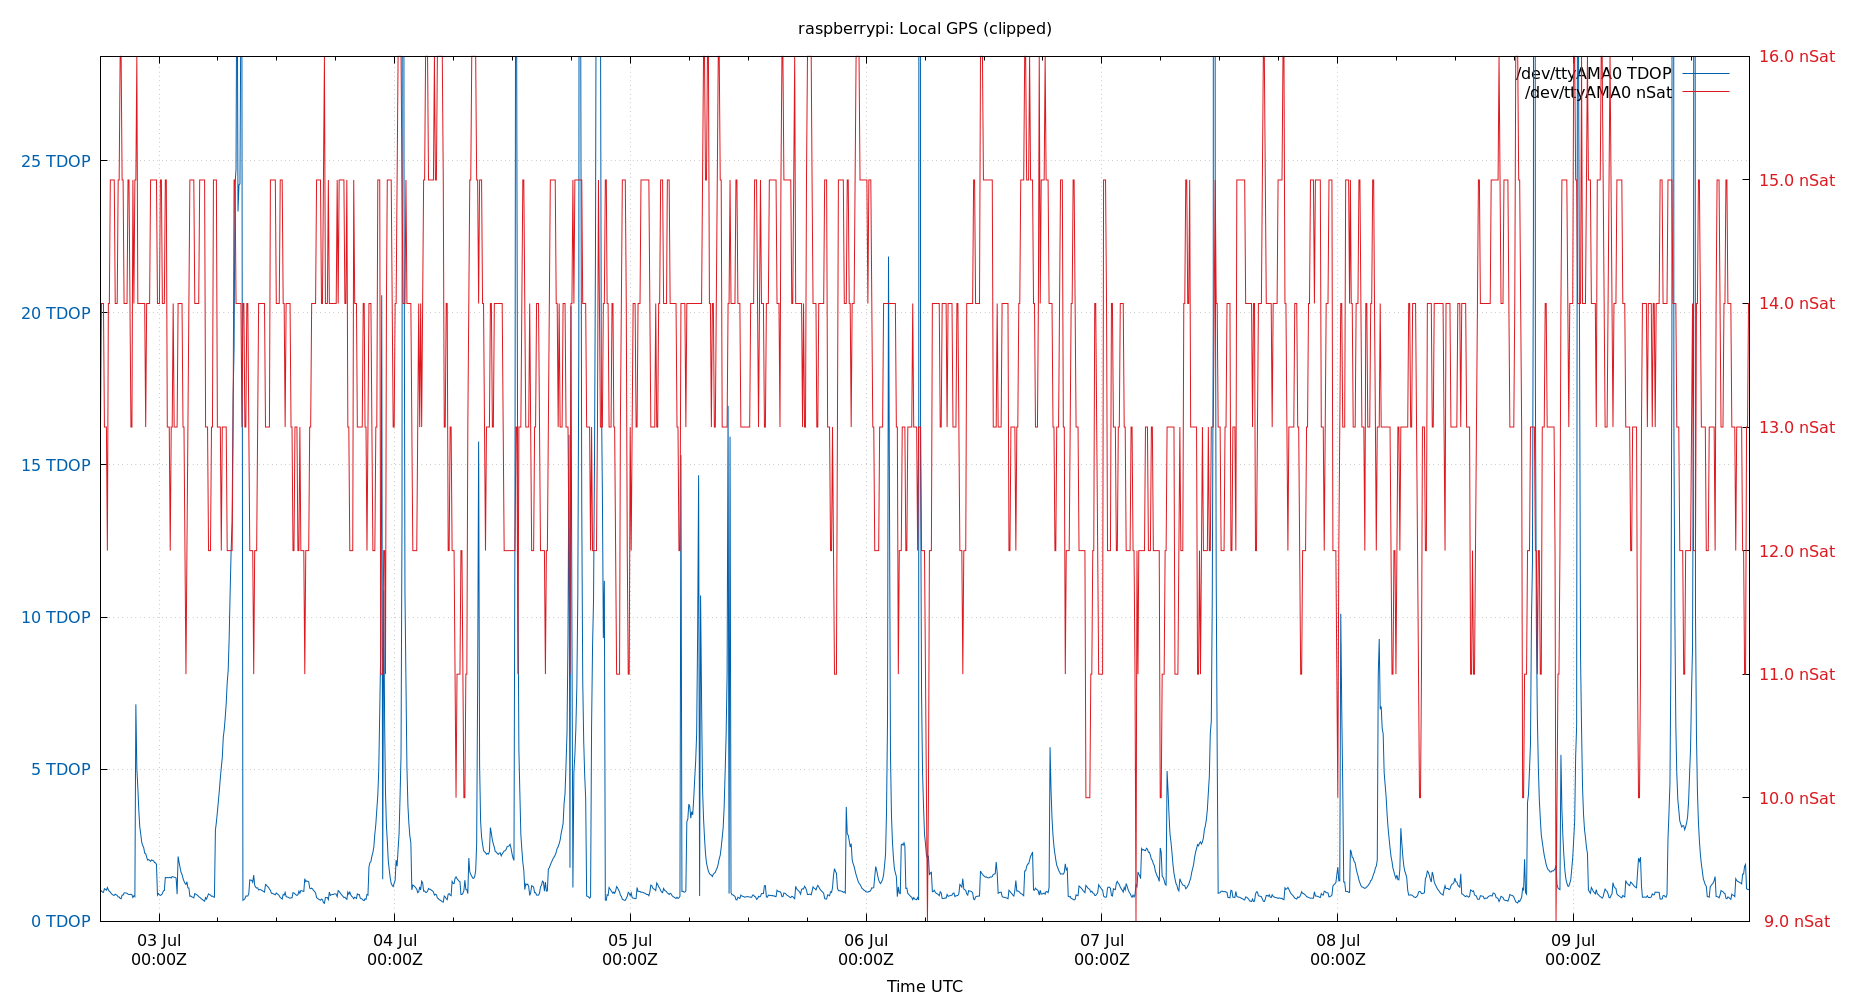 raspberrypi: Local GPS (clipped)
/dev/ttyAMA0 TDOP
/dev/ttyAMA0 nSat
25 TDOP
20 TDOP
15 TDOP
10 TDOP
5 TDOP
0 TDOP
16.0 nSat
15.0 nSat
14.0 nSat
13.0 nSat
12.0 nSat
11.0 nSat
10.0 nSat
9.0 nSat
03 Jul 04 Jul 05 Jul 06 Jul 07 Jul 08 Jul 09 Jul
00:00Z 00:00Z 00:00Z 00:00Z 00:00Z 00:00Z 00:00Z
Time UTC